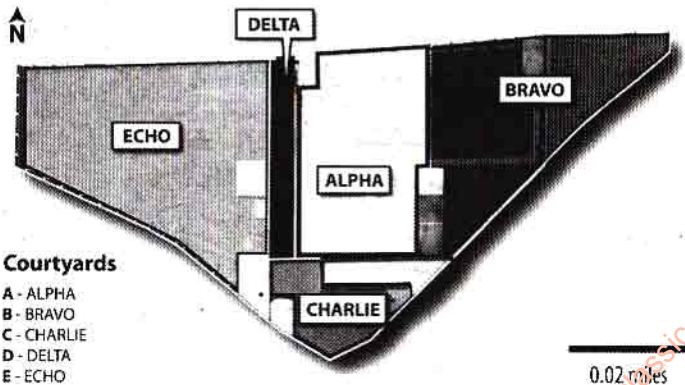 N
DELTA
BRAVO
ECHO
ALPHA
Courtyards
A - ALPHA
B - BRAVO
C - CHARLIE
D - DELTA
E - ECHO
CHARLIE
0.02 miles